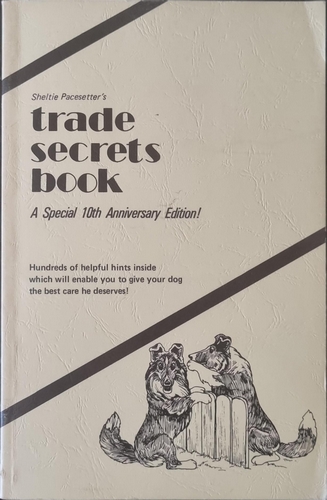 Sheltie Pacesetter's
trade
secrets
book
A Special 10th Anniversary Edition!
Hundreds of helpful hints inside
which will enable you to give your dog
the best care he deserves!